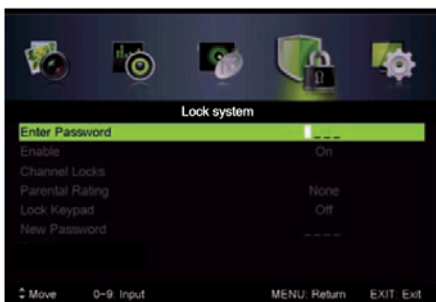 Lock system
Enter Password _ _ _
Enable On
Channel Locks
Parental Rating None
Lock Keypad Off
New Password _ _ _ _
Move 0~9: Input MENU: Return EXIT: Exit